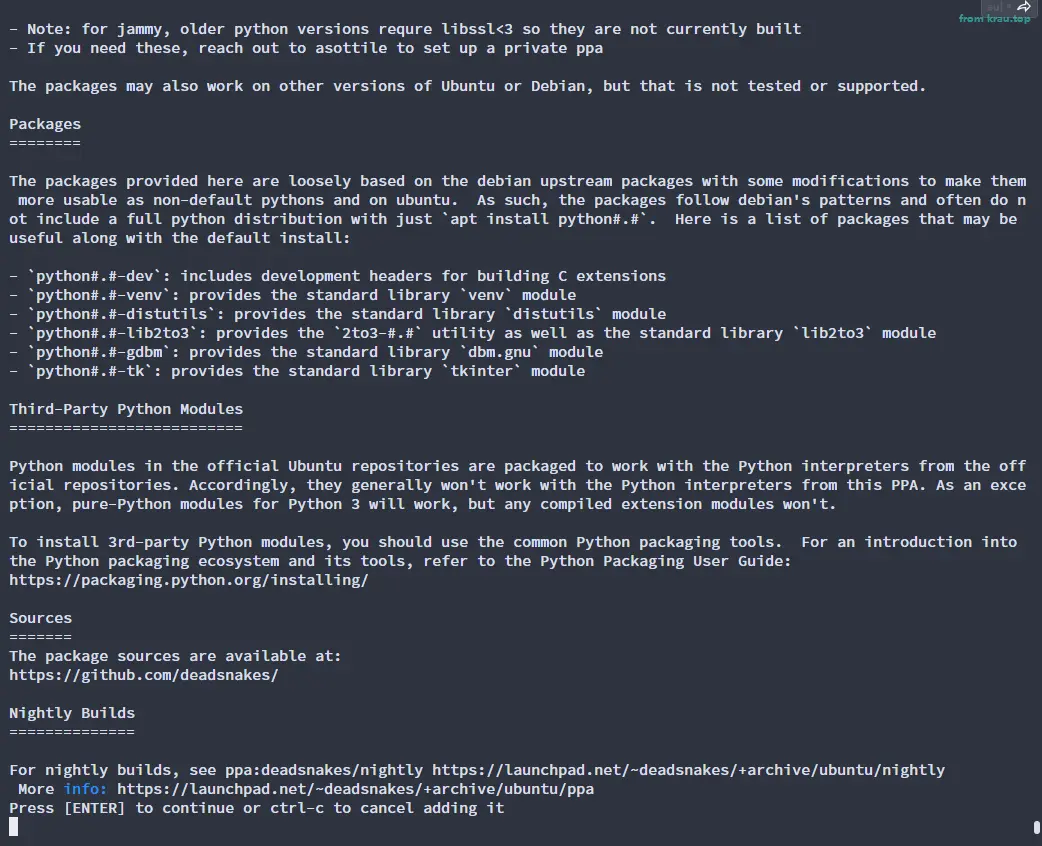 from krau.top
- Note: for jammy, older python versions requre libssl<3 so they are not currently built
- If you need these, reach out to asottile to set up a private ppa
The packages may also work on other versions of Ubuntu or Debian, but that is not tested or supported.
Packages
========
The packages provided here are loosely based on the debian upstream packages with some modifications to make them
more usable as non-default pythons and on ubuntu.  As such, the packages follow debian's patterns and often do n
ot include a full python distribution with just `apt install python#.#`.  Here is a list of packages that may be
useful along with the default install:
- `python#.#-dev`: includes development headers for building C extensions
- `python#.#-venv`: provides the standard library `venv` module
- `python#.#-distutils`: provides the standard library `distutils` module
- `python#.#-lib2to3`: provides the `2to3-#.#` utility as well as the standard library `lib2to3` module
- `python#.#-gdbm`: provides the standard library `dbm.gnu` module
- `python#.#-tk`: provides the standard library `tkinter` module
Third-Party Python Modules
==========================
Python modules in the official Ubuntu repositories are packaged to work with the Python interpreters from the off
icial repositories. Accordingly, they generally won't work with the Python interpreters from this PPA. As an exce
ption, pure-Python modules for Python 3 will work, but any compiled extension modules won't.
To install 3rd-party Python modules, you should use the common Python packaging tools.  For an introduction into
the Python packaging ecosystem and its tools, refer to the Python Packaging User Guide:
https://packaging.python.org/installing/
Sources
=======
The package sources are available at:
https://github.com/deadsnakes/
Nightly Builds
==============
For nightly builds, see ppa:deadsnakes/nightly https://launchpad.net/~deadsnakes/+archive/ubuntu/nightly
More info: https://launchpad.net/~deadsnakes/+archive/ubuntu/ppa
Press [ENTER] to continue or ctrl-c to cancel adding it